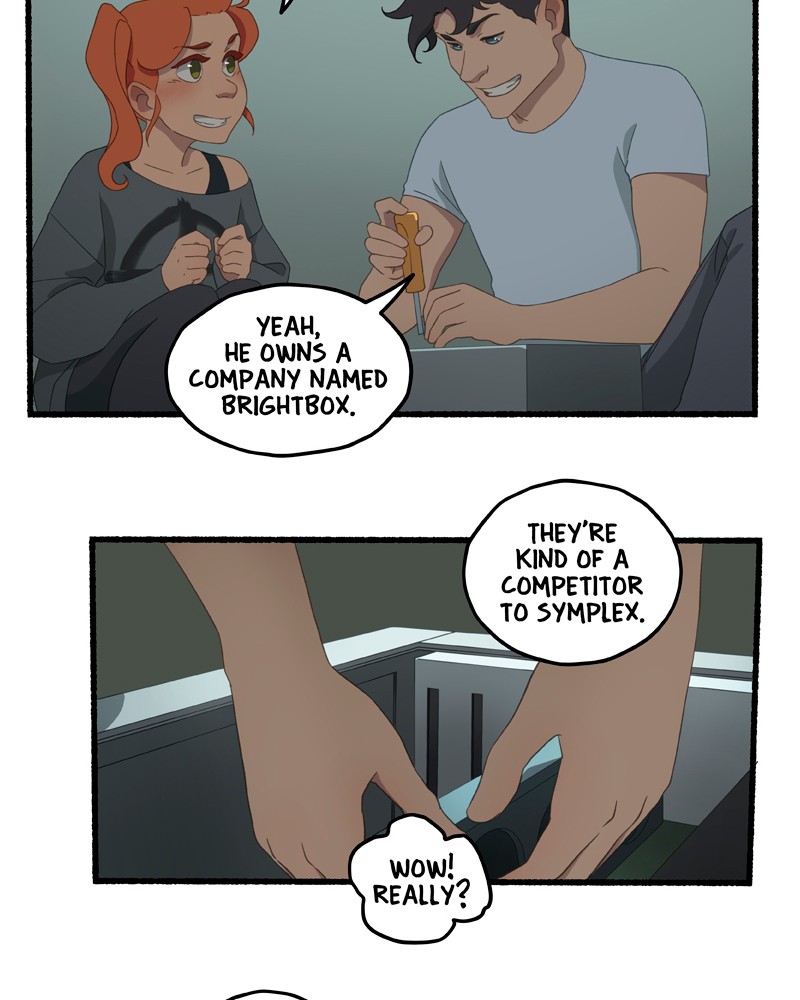 YEAH,
HE OWNS A
COMPANY NAMED
BRIGHTBOX.
THEY'RE
KIND OF A
COMPETITOR
TO SYMPLEX.
WOW!
REALLY?